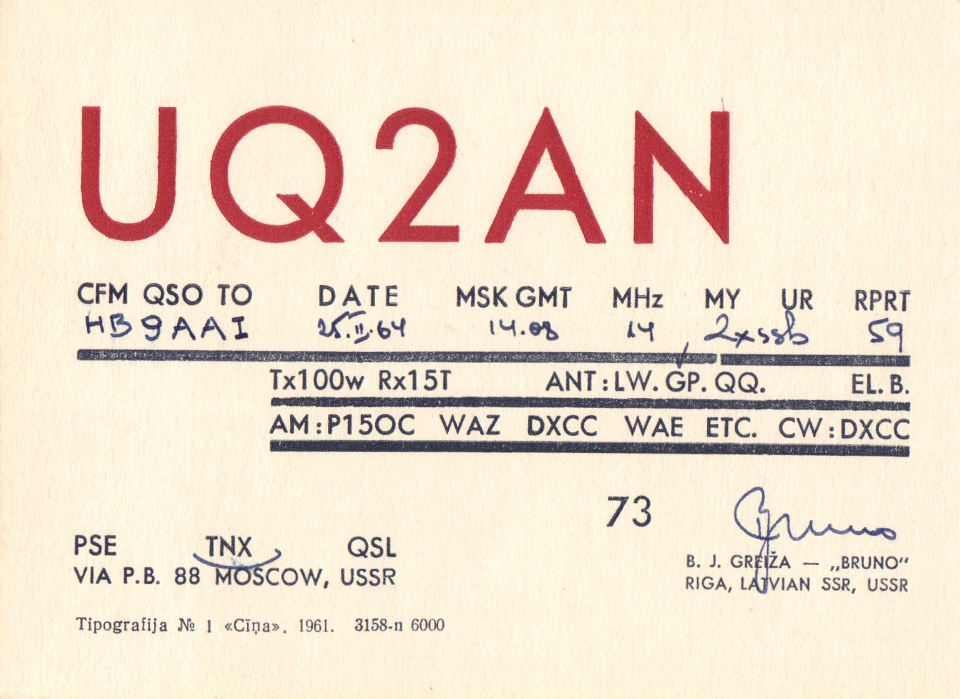 UQ2AN
CFM QSO TO DATE MSK GMT MHz MY UR RPRT
HB9AAI 25.II.64 14.08 14 2xssb 59
Tx100w Rx15T ANT:LW. GP. QQ. EL. B.
AM:P15OC WAZ DXCC WAE ETC. CW:DXCC
73 Bruno
PSE TNX QSL
VIA P.B. 88 MOSCOW, USSR
B. J. GREIŽA — „BRUNO“
RIGA, LATVIAN SSR, USSR
Tipografija № 1 «Cīņa». 1961. 3158-n 6000